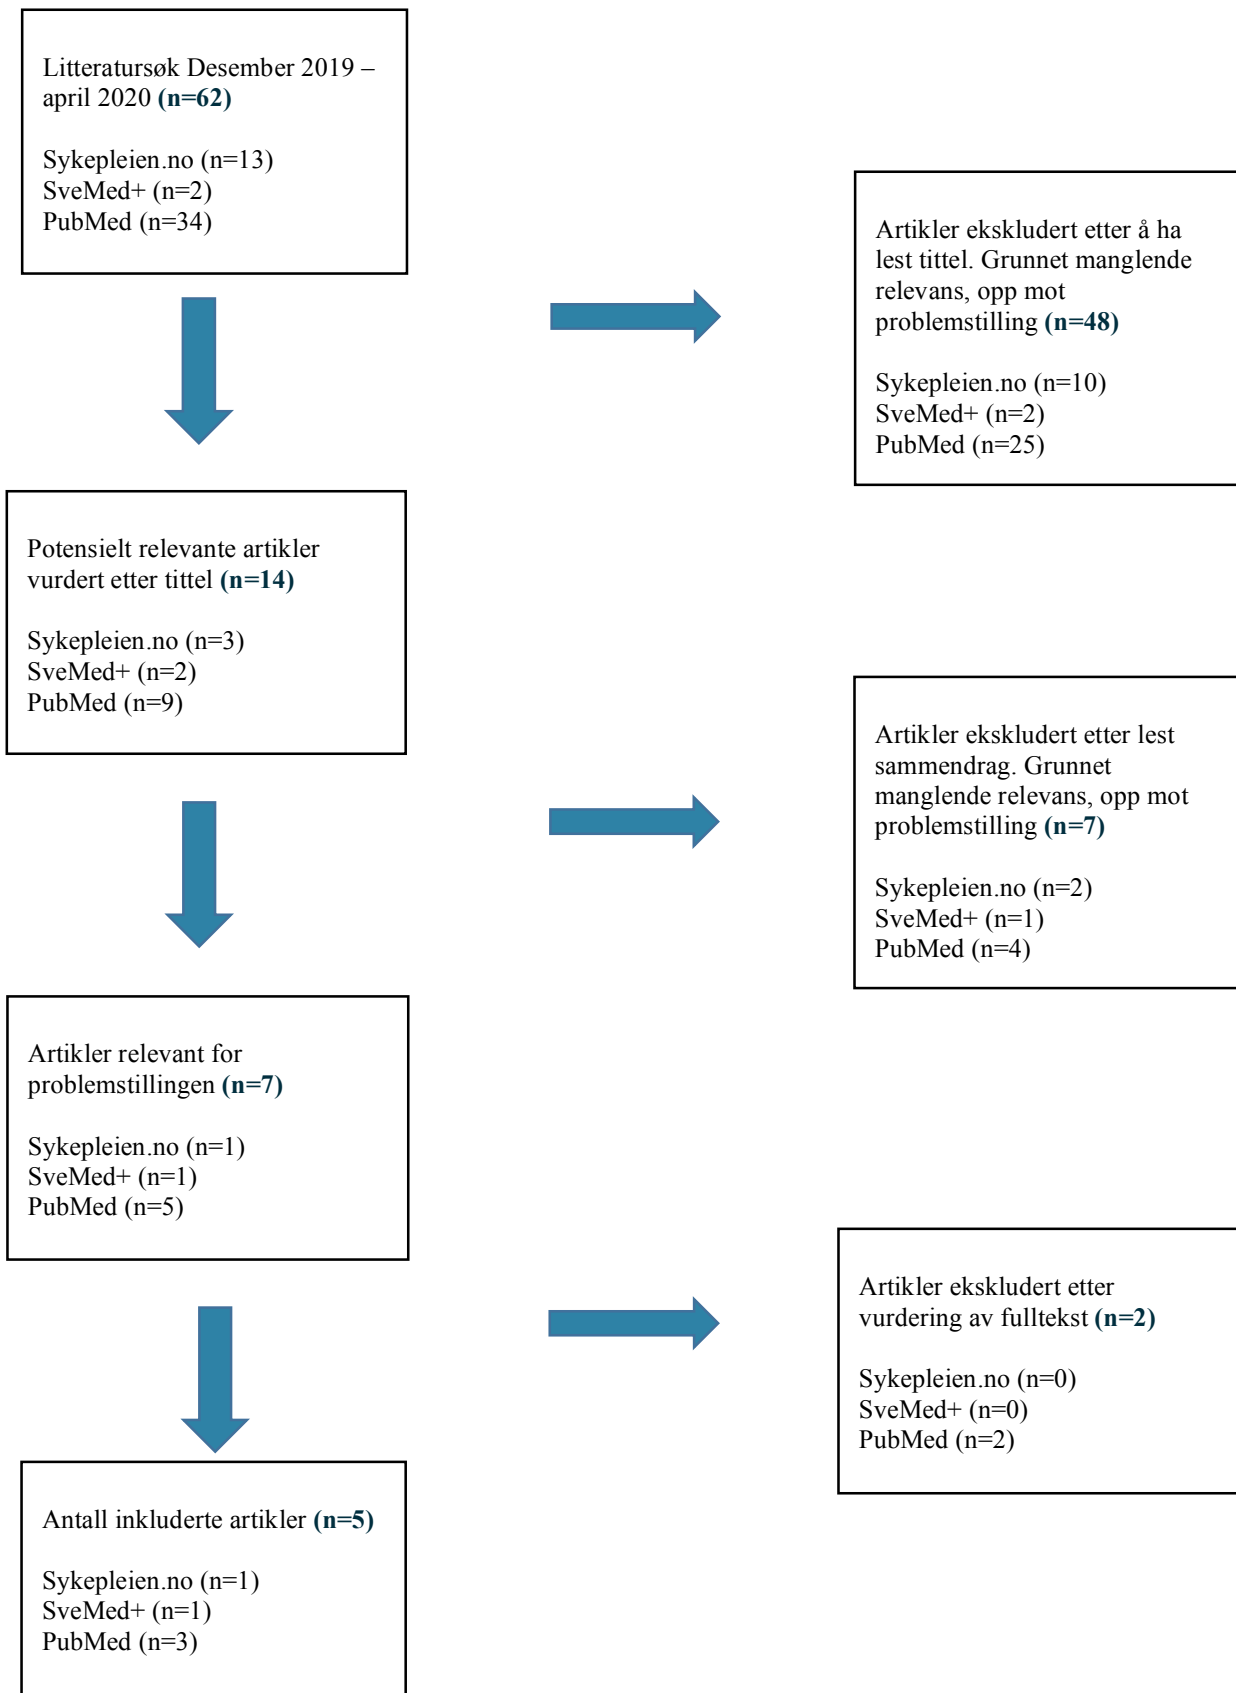 Litteratursøk Desember 2019 –
april 2020 (n=62)
Sykepleien.no (n=13)
SveMed+ (n=2)
PubMed (n=34)
Artikler ekskludert etter å ha
lest tittel. Grunnet manglende
relevans, opp mot
problemstilling (n=48)
Sykepleien.no (n=10)
SveMed+ (n=2)
PubMed (n=25)
Potensielt relevante artikler
vurdert etter tittel (n=14)
Sykepleien.no (n=3)
SveMed+ (n=2)
PubMed (n=9)
Artikler ekskludert etter lest
sammendrag. Grunnet
manglende relevans, opp mot
problemstilling (n=7)
Sykepleien.no (n=2)
SveMed+ (n=1)
PubMed (n=4)
Artikler relevant for
problemstillingen (n=7)
Sykepleien.no (n=1)
SveMed+ (n=1)
PubMed (n=5)
Artikler ekskludert etter
vurdering av fulltekst (n=2)
Sykepleien.no (n=0)
SveMed+ (n=0)
PubMed (n=2)
Antall inkluderte artikler (n=5)
Sykepleien.no (n=1)
SveMed+ (n=1)
PubMed (n=3)